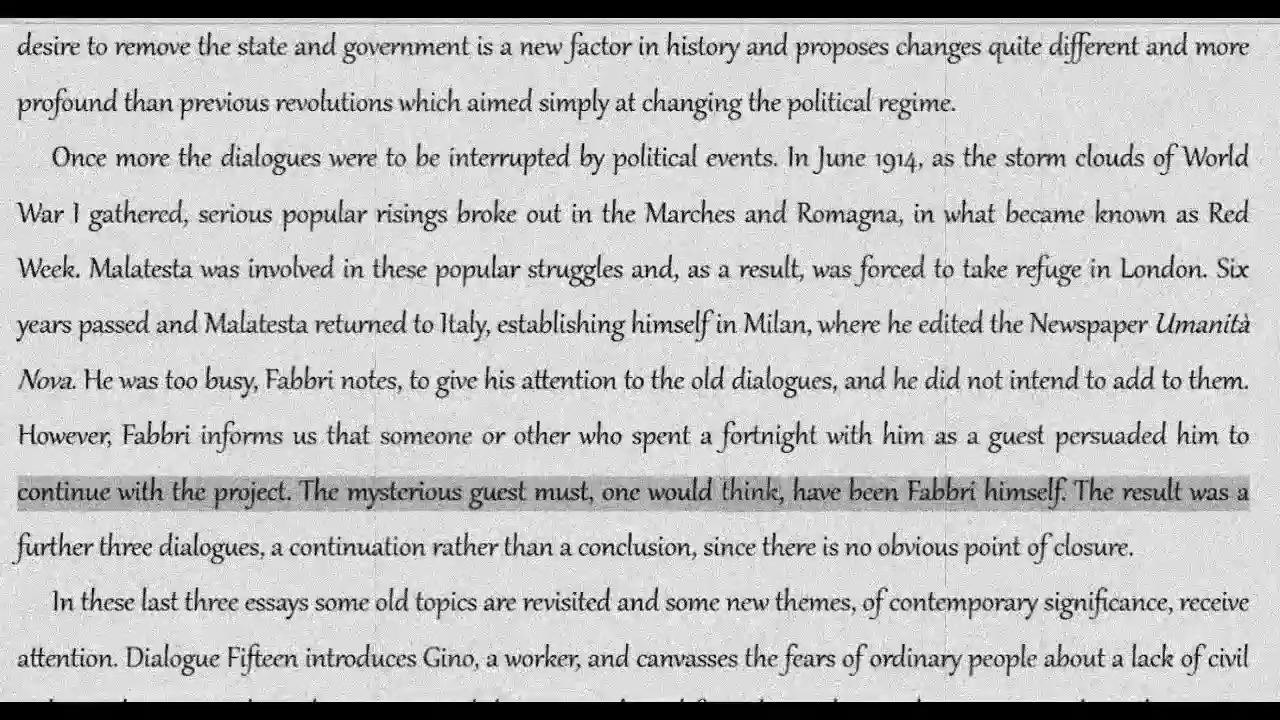 desire to remove the state and government is a new factor in history and proposes changes quite different and more
profound than previous revolutions which aimed simply at changing the political regime.
Once more the dialogues were to be interrupted by political events. In June 1914, as the storm clouds of World
War I gathered, serious popular risings broke out in the Marches and Romagna, in what became known as Red
Week. Malatesta was involved in these popular struggles and, as a result, was forced to take refuge in London. Six
years passed and Malatesta returned to Italy, establishing himself in Milan, where he edited the Newspaper Umanità
Nova. He was too busy, Fabbri notes, to give his attention to the old dialogues, and he did not intend to add to them.
However, Fabbri informs us that someone or other who spent a fortnight with him as a guest persuaded him to
continue with the project. The mysterious guest must, one would think, have been Fabbri himself. The result was a
further three dialogues, a continuation rather than a conclusion, since there is no obvious point of closure.
In these last three essays some old topics are revisited and some new themes, of contemporary significance, receive
attention. Dialogue Fifteen introduces Gino, a worker, and canvasses the fears of ordinary people about a lack of civil